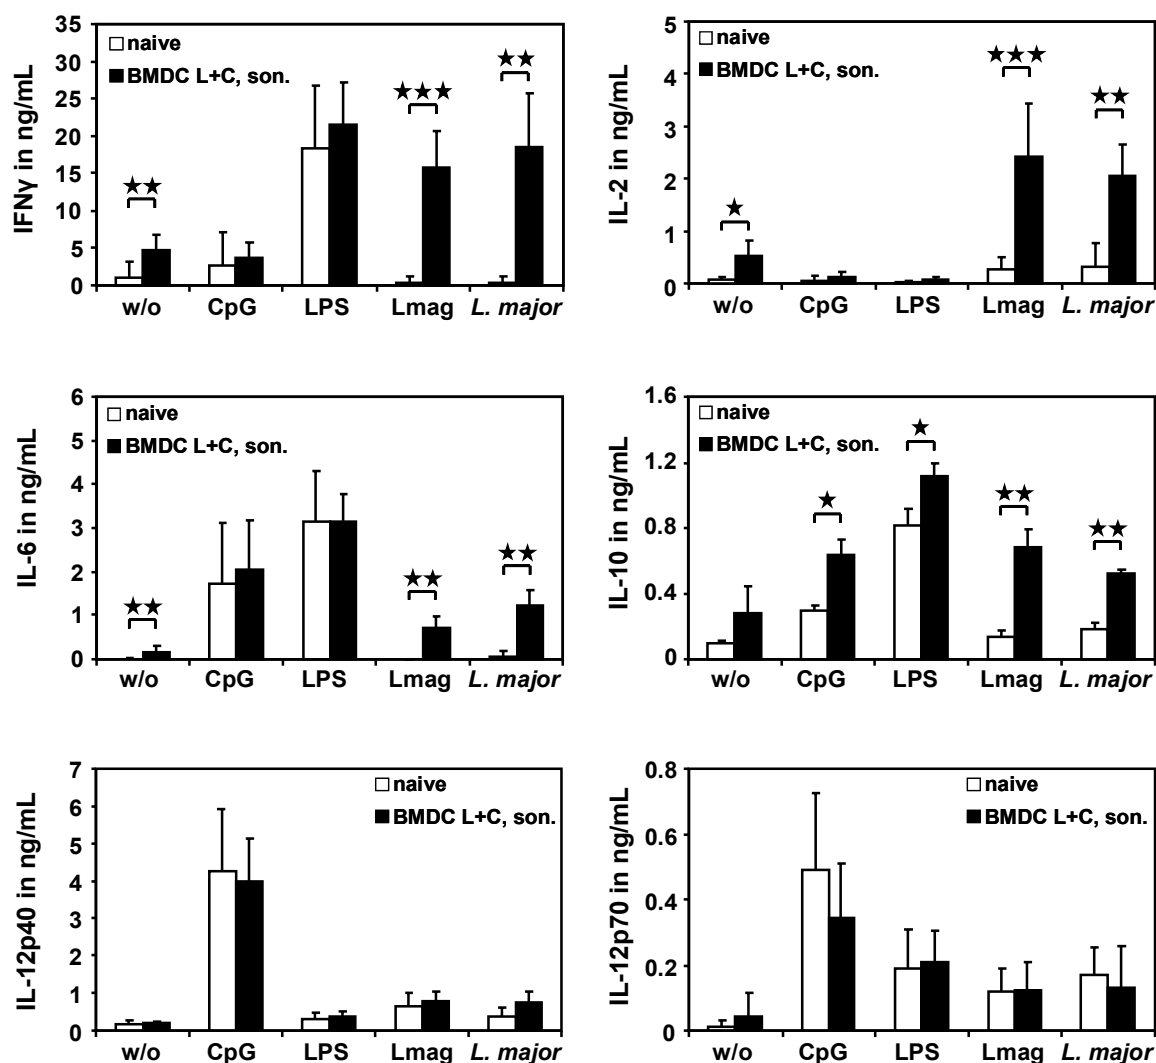 35
30
25
20
15
10
5
0
IFNγ in ng/mL
naive
BMDC L+C, son.
★★
★★★
★★
w/o CpG LPS Lmag L. major
5
4
3
2
1
0
IL-2 in ng/mL
naive
BMDC L+C, son.
★
★★★
★★
w/o CpG LPS Lmag L. major
6
5
4
3
2
1
0
IL-6 in ng/mL
naive
BMDC L+C, son.
★★
★★
★★
w/o CpG LPS Lmag L. major
1.6
1.2
0.8
0.4
0
IL-10 in ng/mL
naive
BMDC L+C, son.
★
★
★★
★★
w/o CpG LPS Lmag L. major
7
6
5
4
3
2
1
0
IL-12p40 in ng/mL
naive
BMDC L+C, son.
w/o CpG LPS Lmag L. major
0.8
0.6
0.4
0.2
0
IL-12p70 in ng/mL
naive
BMDC L+C, son.
w/o CpG LPS Lmag L. major